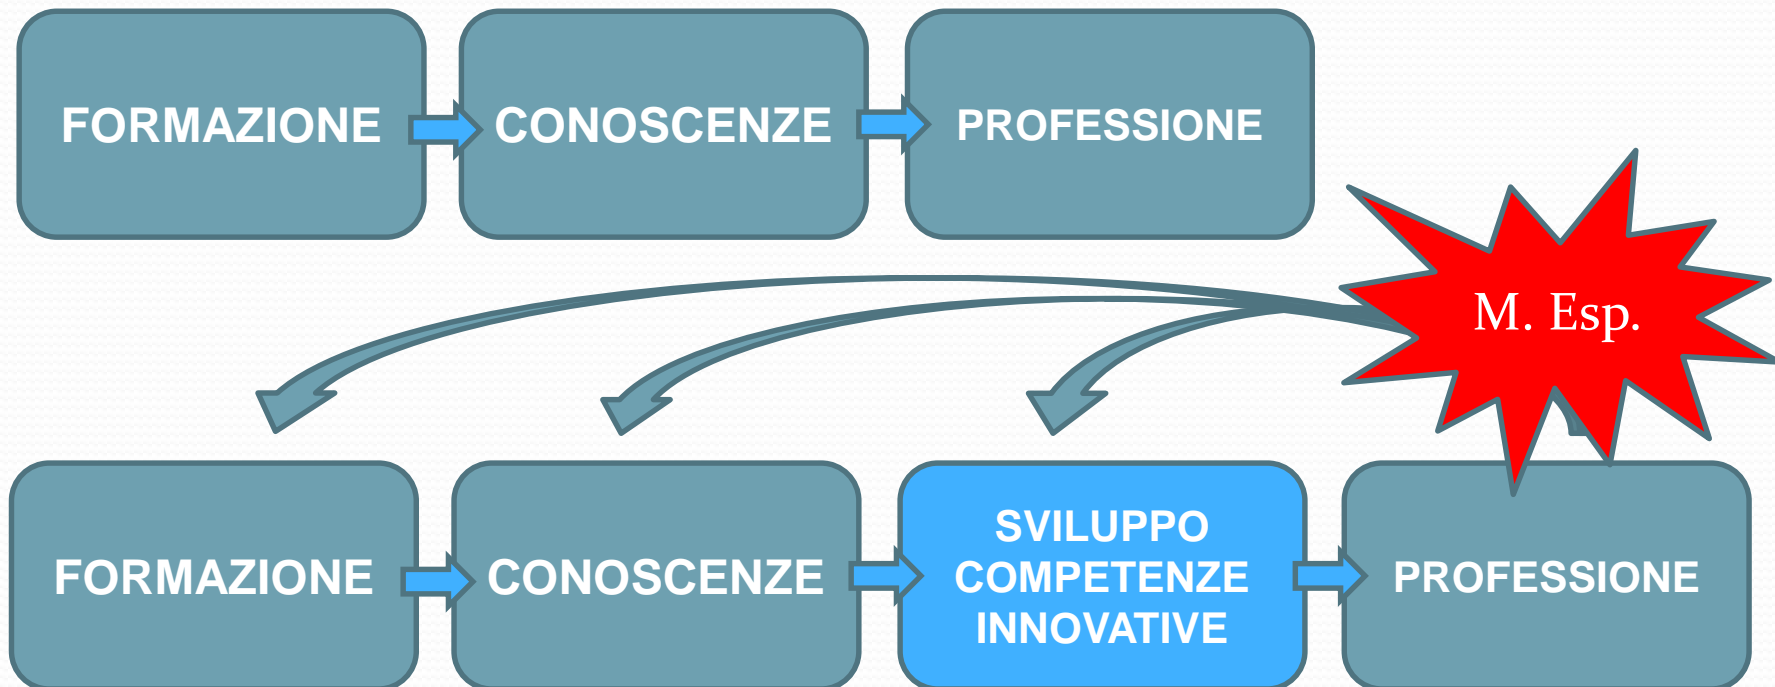 FORMAZIONE
CONOSCENZE
PROFESSIONE
M. Esp.
FORMAZIONE
CONOSCENZE
SVILUPPO
COMPETENZE
INNOVATIVE
PROFESSIONE